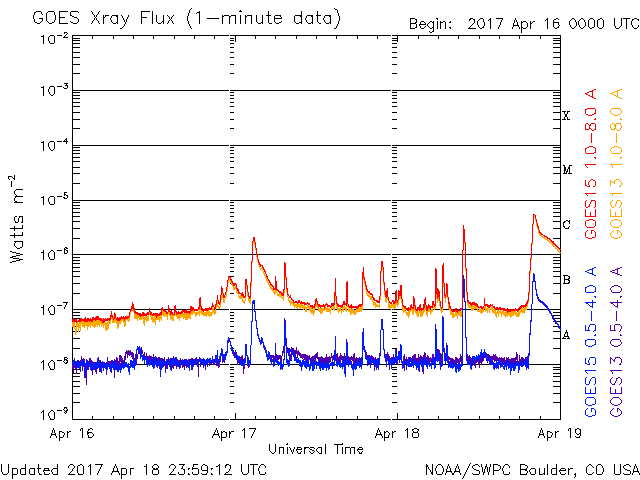 GOES Xray Flux (1-minute data)
Begin: 2017 Apr 16 0000 UTC
10⁻²
10⁻³
10⁻⁴
10⁻⁵
10⁻⁶
10⁻⁷
10⁻⁸
10⁻⁹
Watts m⁻²
X
M
C
B
A
GOES15 1.0-8.0 A
GOES13 1.0-8.0 A
GOES15 0.5-4.0 A
GOES13 0.5-4.0 A
Apr 16 Apr 17 Apr 18 Apr 19
Universal Time
Updated 2017 Apr 18 23:59:12 UTC NOAA/SWPC Boulder, CO USA